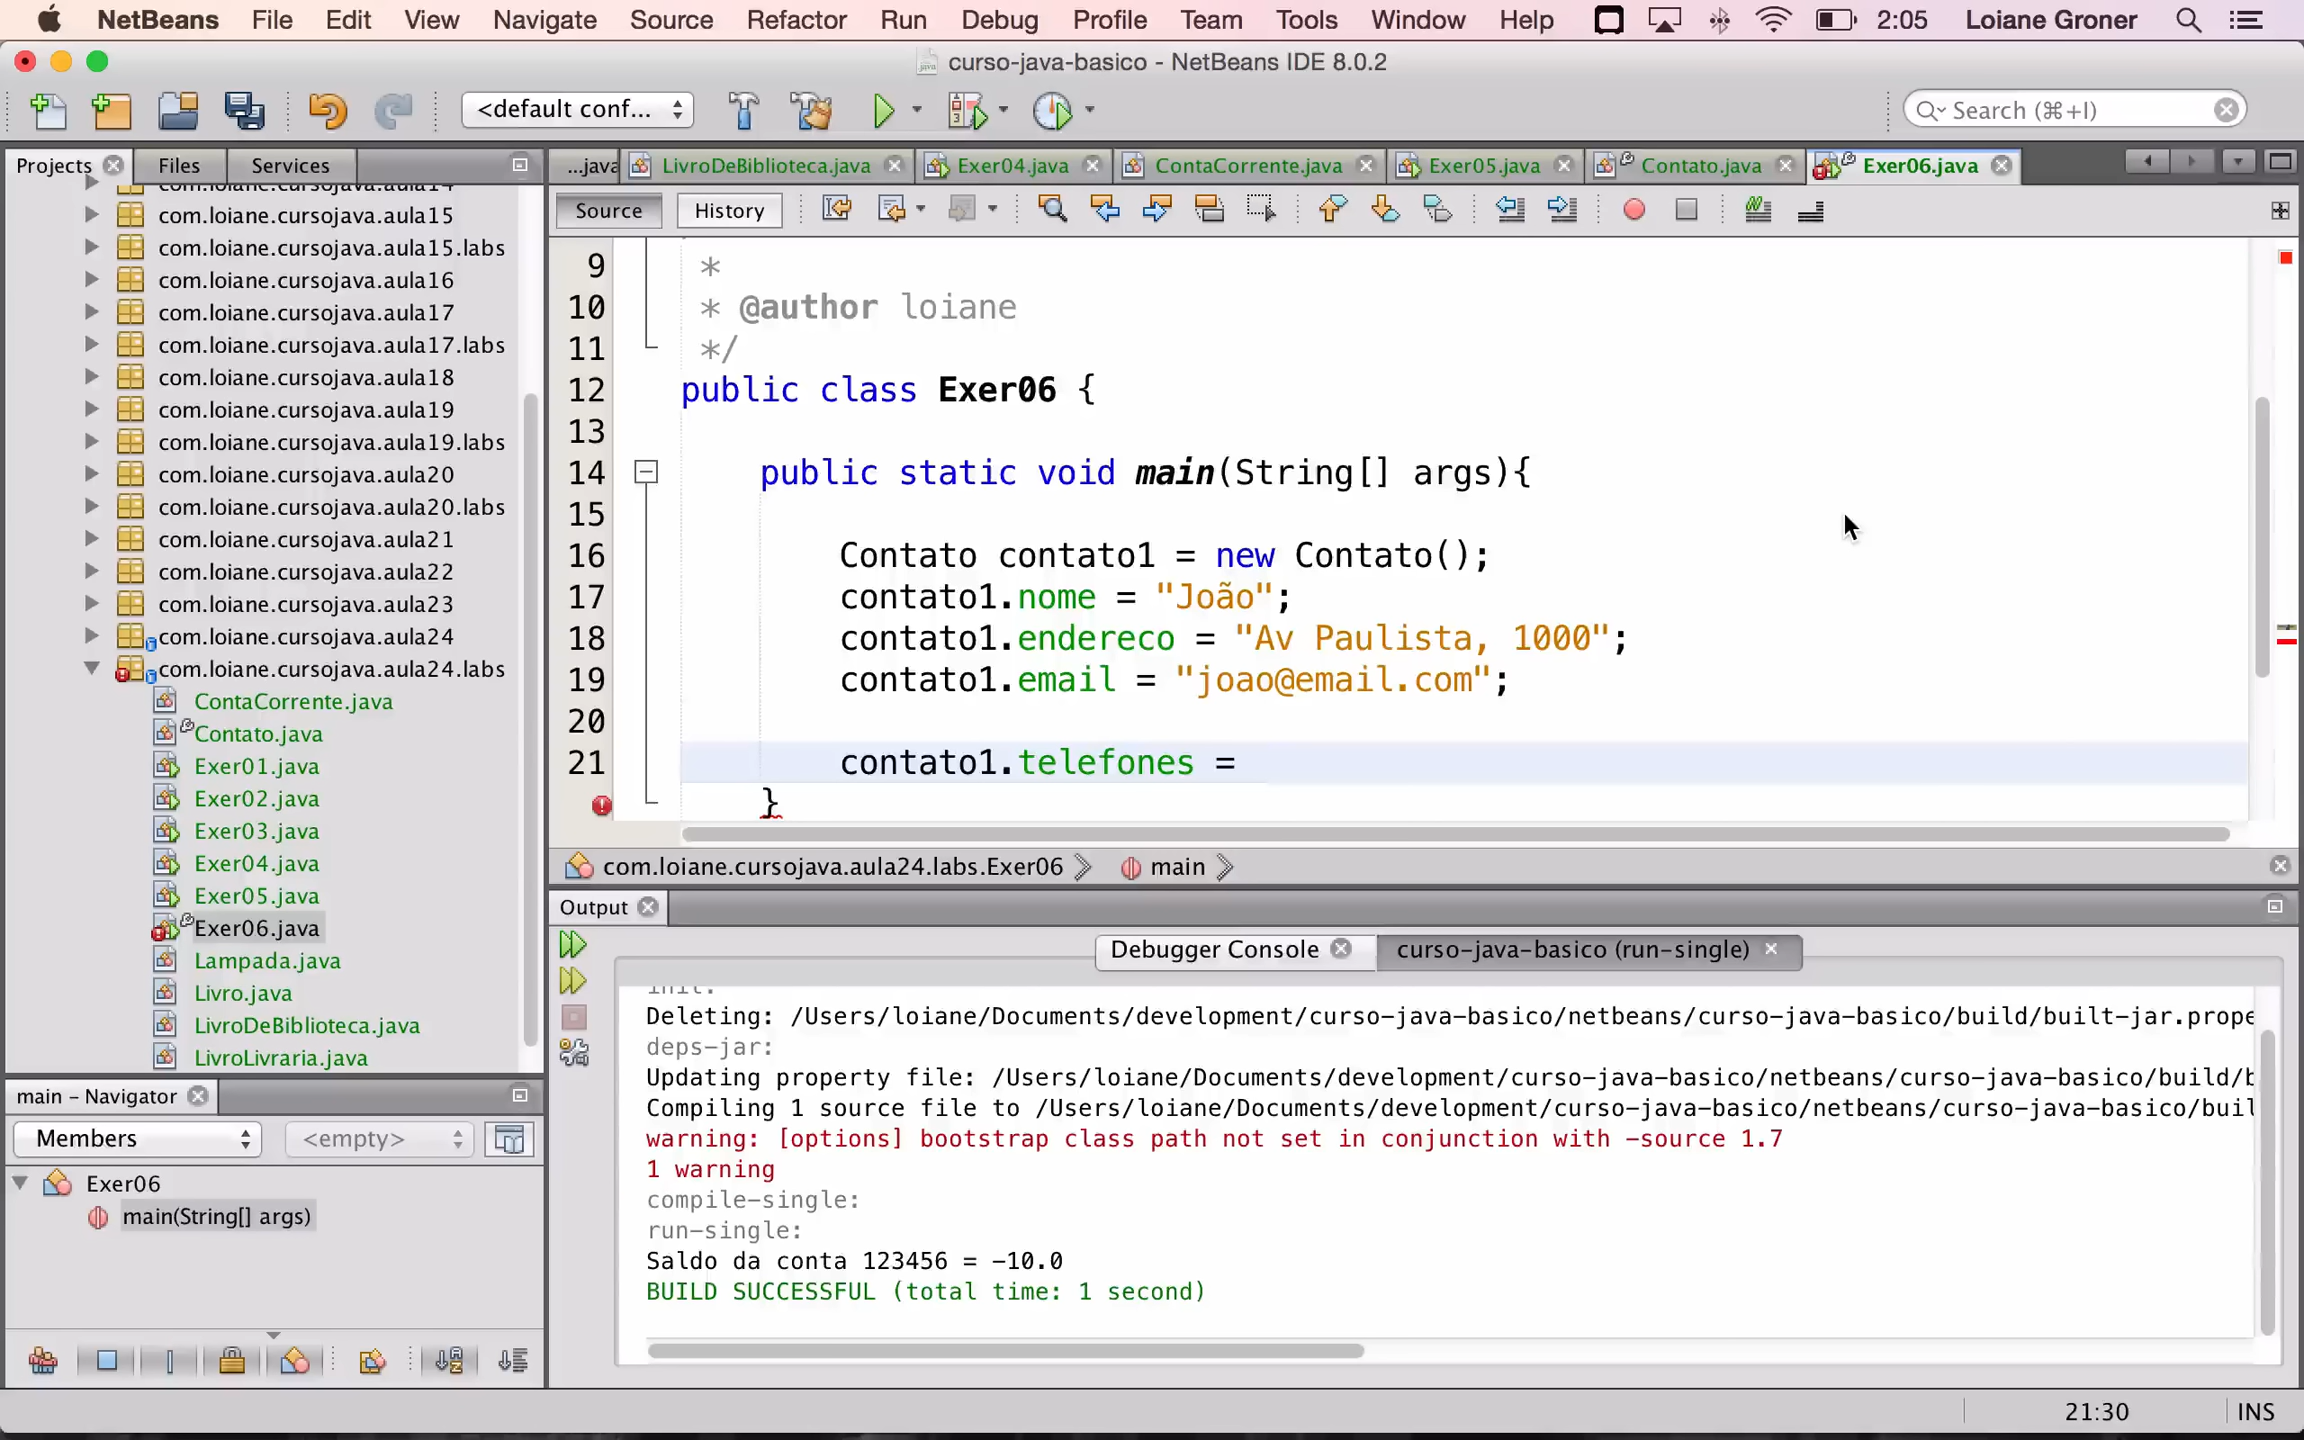 NetBeans File Edit View Navigate Source Refactor Run Debug Profile Team Tools Window Help 2:05 Loiane Groner
curso-java-basico - NetBeans IDE 8.0.2
<default conf... Search (⌘+I)
Projects Files Services
...java LivroDeBiblioteca.java Exer04.java ContaCorrente.java Exer05.java Contato.java Exer06.java
Source History
com.loiane.cursojava.aula14
com.loiane.cursojava.aula15
com.loiane.cursojava.aula15.labs
com.loiane.cursojava.aula16
com.loiane.cursojava.aula17
com.loiane.cursojava.aula17.labs
com.loiane.cursojava.aula18
com.loiane.cursojava.aula19
com.loiane.cursojava.aula19.labs
com.loiane.cursojava.aula20
com.loiane.cursojava.aula20.labs
com.loiane.cursojava.aula21
com.loiane.cursojava.aula22
com.loiane.cursojava.aula23
com.loiane.cursojava.aula24
com.loiane.cursojava.aula24.labs
ContaCorrente.java
Contato.java
Exer01.java
Exer02.java
Exer03.java
Exer04.java
Exer05.java
Exer06.java
Lampada.java
Livro.java
LivroDeBiblioteca.java
LivroLivraria.java
9 *
10 * @author loiane
11 */
12 public class Exer06 {
13
14 public static void main(String[] args){
15
16 Contato contato1 = new Contato();
17 contato1.nome = "João";
18 contato1.endereco = "Av Paulista, 1000";
19 contato1.email = "joao@email.com";
20
21 contato1.telefones =
}
com.loiane.cursojava.aula24.labs.Exer06 main
Output
Debugger Console curso-java-basico (run-single)
init:
Deleting: /Users/loiane/Documents/development/curso-java-basico/netbeans/curso-java-basico/build/built-jar.prope
deps-jar:
Updating property file: /Users/loiane/Documents/development/curso-java-basico/netbeans/curso-java-basico/build/b
Compiling 1 source file to /Users/loiane/Documents/development/curso-java-basico/netbeans/curso-java-basico/buil
warning: [options] bootstrap class path not set in conjunction with -source 1.7
1 warning
compile-single:
run-single:
Saldo da conta 123456 = -10.0
BUILD SUCCESSFUL (total time: 1 second)
main - Navigator
Members <empty>
Exer06
main(String[] args)
21:30 INS